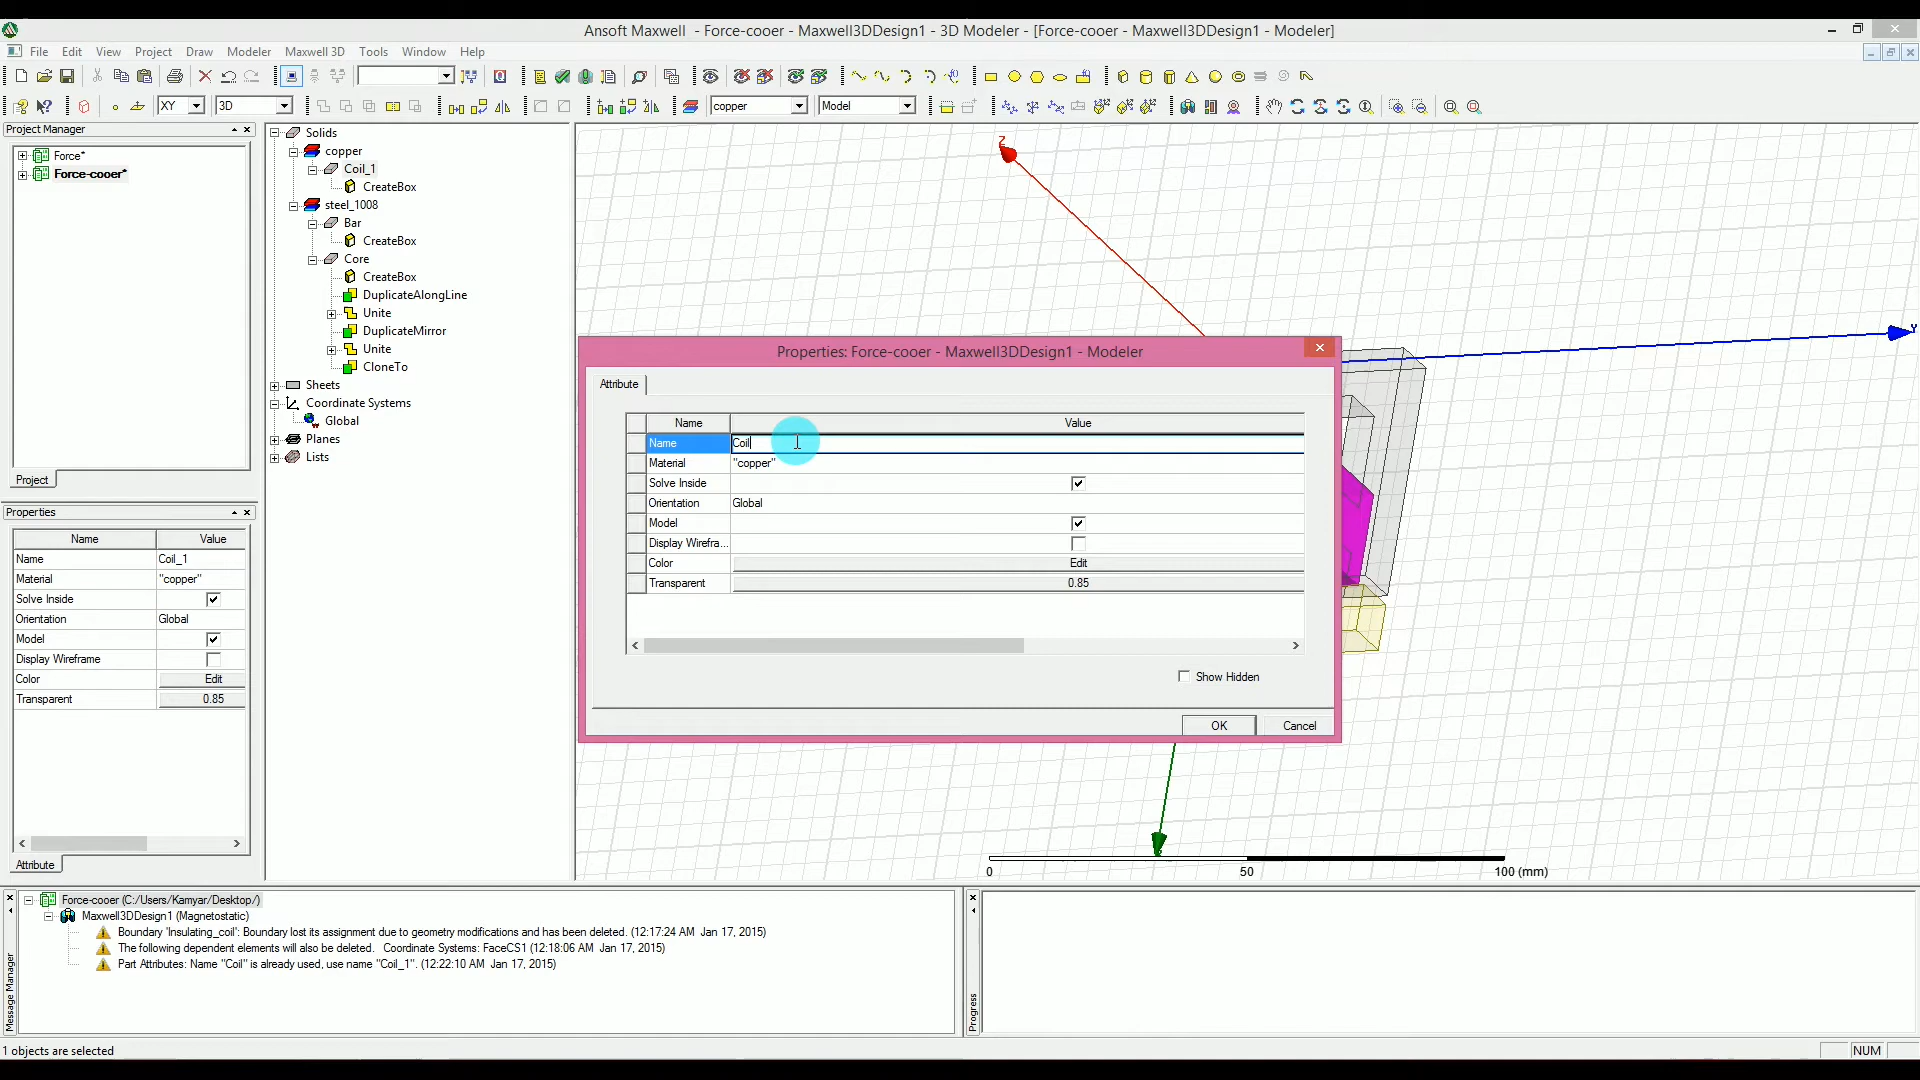 Ansoft Maxwell - Force-cooer - Maxwell3DDesign1 - 3D Modeler - [Force-cooer - Maxwell3DDesign1 - Modeler]
File Edit View Project Draw Modeler Maxwell 3D Tools Window Help
XY 3D copper Model
Project Manager
Force*
Force-cooer*
Project
Solids
copper
Coil_1
CreateBox
steel_1008
Bar
CreateBox
Core
CreateBox
DuplicateAlongLine
Unite
DuplicateMirror
Unite
CloneTo
Sheets
Coordinate Systems
Global
Planes
Lists
Properties
Name Value
Name Coil_1
Material "copper"
Solve Inside
Orientation Global
Model
Display Wireframe
Color Edit
Transparent 0.85
Attribute
Z
Y
Properties: Force-cooer - Maxwell3DDesign1 - Modeler
Attribute
Name Value
Name Coil
Material "copper"
Solve Inside
Orientation Global
Model
Display Wirefra...
Color Edit
Transparent 0.85
Show Hidden
OK Cancel
0 50 100 (mm)
Message Manager
Force-cooer (C:/Users/Kamyar/Desktop/)
Maxwell3DDesign1 (Magnetostatic)
Boundary 'Insulating_coil': Boundary lost its assignment due to geometry modifications and has been deleted. (12:17:24 AM Jan 17, 2015)
The following dependent elements will also be deleted. Coordinate Systems: FaceCS1 (12:18:06 AM Jan 17, 2015)
Part Attributes: Name "Coil" is already used, use name "Coil_1". (12:22:10 AM Jan 17, 2015)
Progress
1 objects are selected
NUM